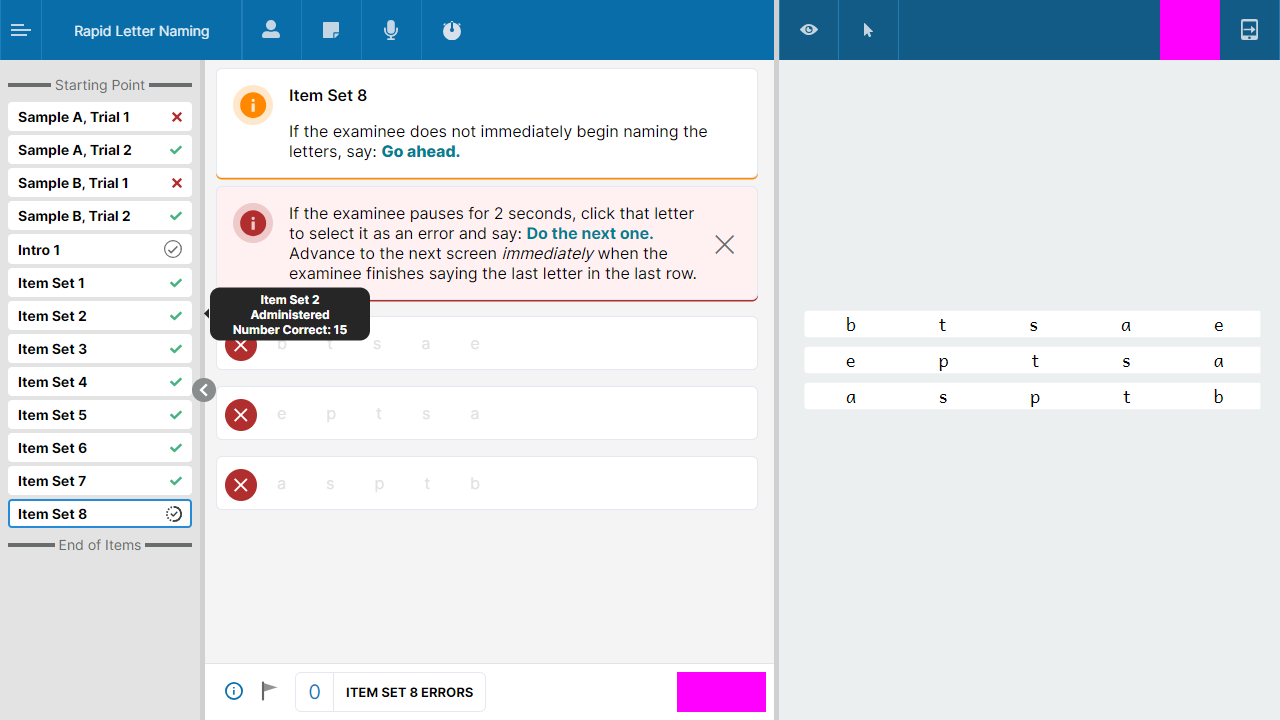 Rapid Letter Naming
Starting Point
Sample A, Trial 1
Sample A, Trial 2
Sample B, Trial 1
Sample B, Trial 2
Intro 1
Item Set 1
Item Set 2
Item Set 3
Item Set 4
Item Set 5
Item Set 6
Item Set 7
Item Set 8
End of Items
Item Set 8
If the examinee does not immediately begin naming the
letters, say: Go ahead.
If the examinee pauses for 2 seconds, click that letter
to select it as an error and say: Do the next one.
Advance to the next screen immediately when the
examinee finishes saying the last letter in the last row.
Item Set 2
Administered
Number Correct: 15
b t s a e
e p t s a
a s p t b
0 ITEM SET 8 ERRORS
b t s a e
e p t s a
a s p t b